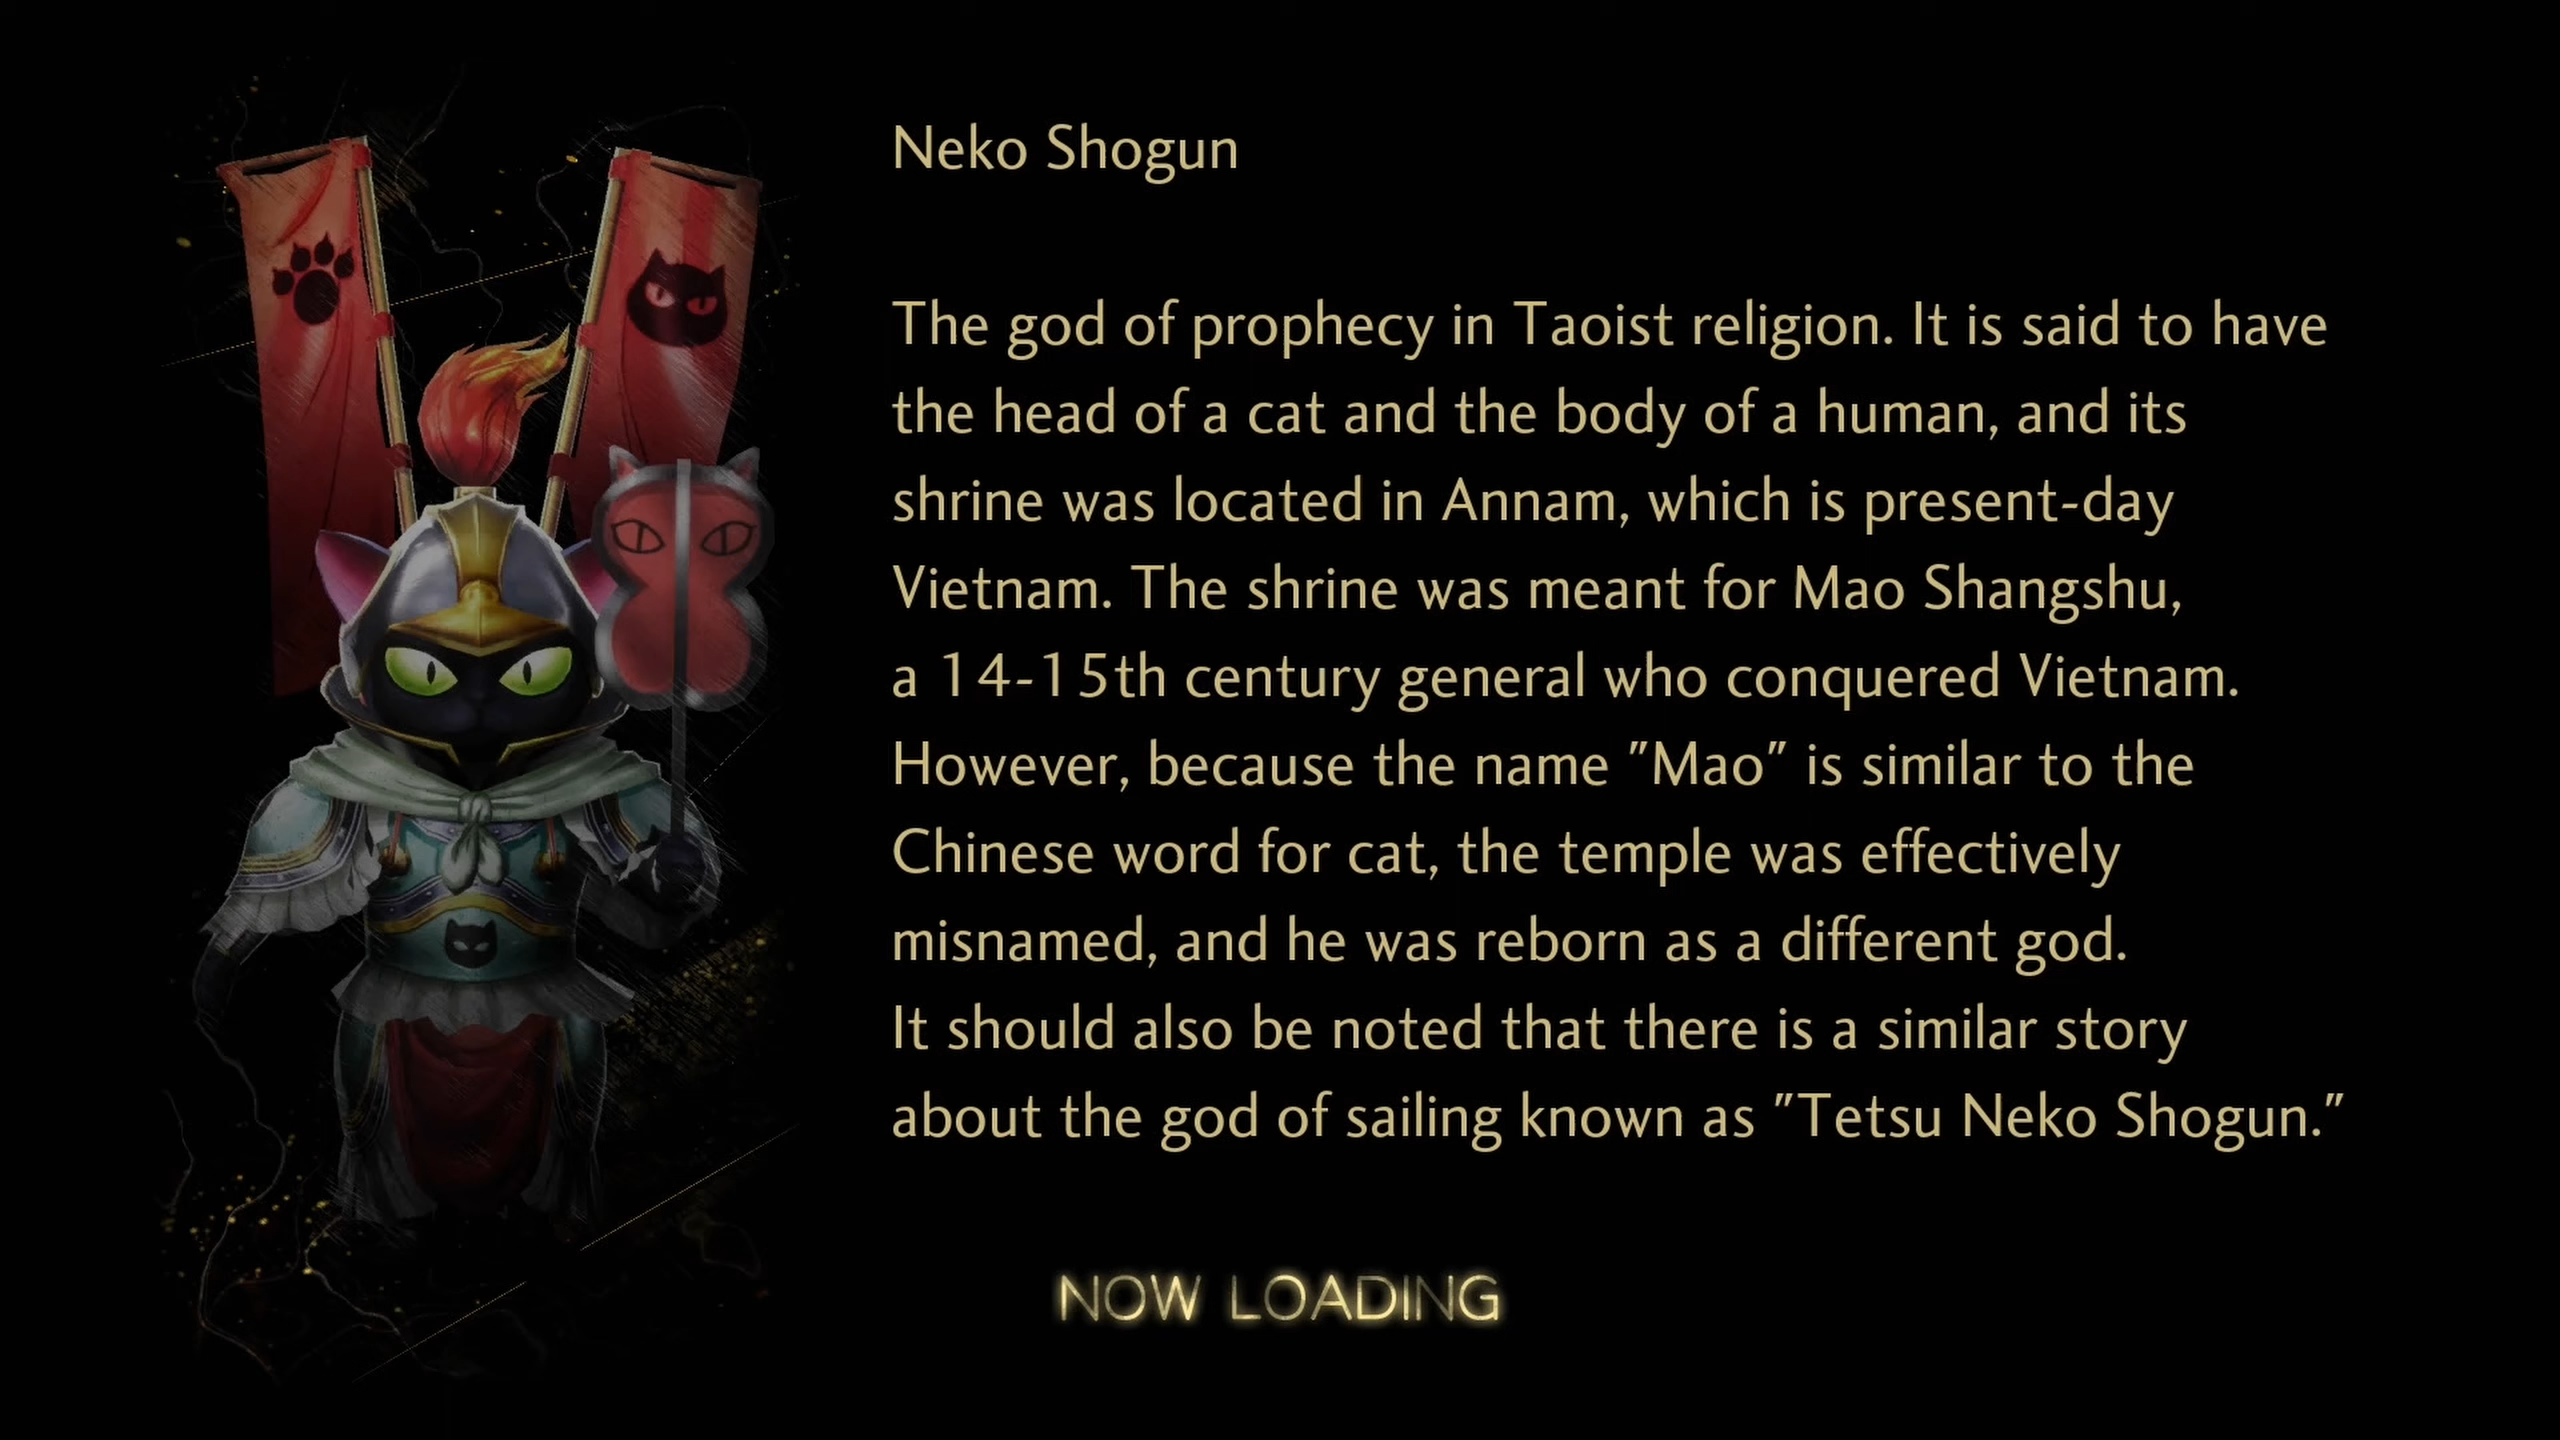 Neko Shogun
The god of prophecy in Taoist religion. It is said to have
the head of a cat and the body of a human, and its
shrine was located in Annam, which is present-day
Vietnam. The shrine was meant for Mao Shangshu,
a 14-15th century general who conquered Vietnam.
However, because the name "Mao" is similar to the
Chinese word for cat, the temple was effectively
misnamed, and he was reborn as a different god.
It should also be noted that there is a similar story
about the god of sailing known as "Tetsu Neko Shogun."
NOW LOADING